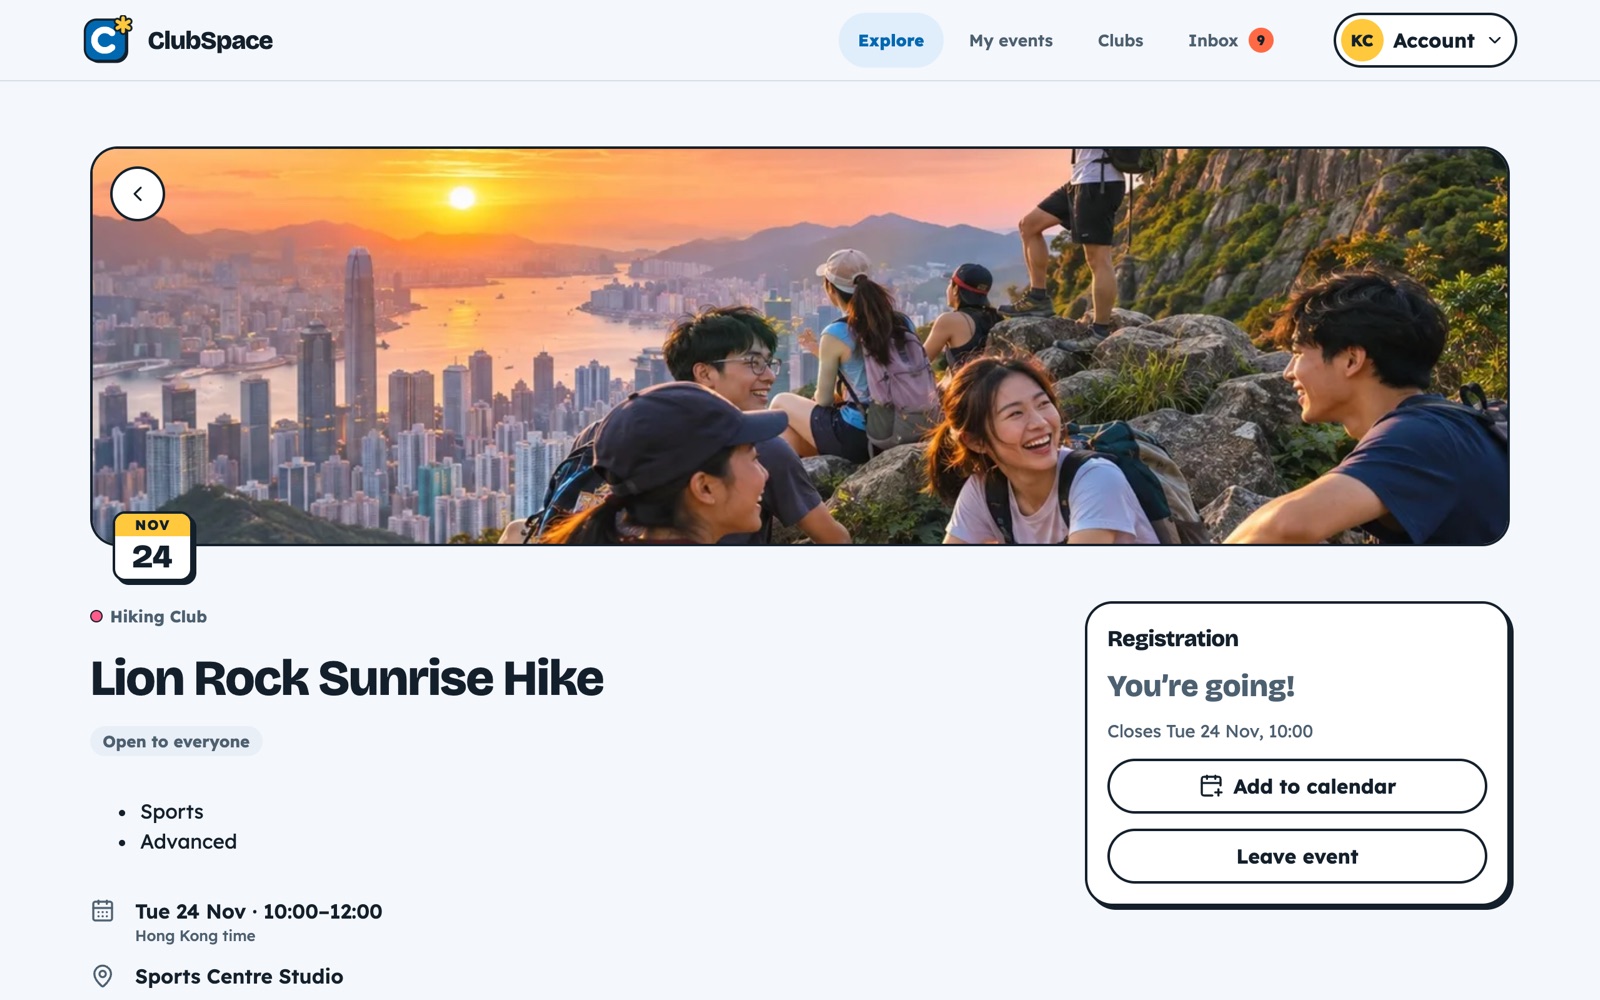 C
ClubSpace
Explore
My events
Clubs
Inbox 9
KC Account
NOV
24
Hiking Club
Lion Rock Sunrise Hike
Open to everyone
• Sports
• Advanced
Tue 24 Nov · 10:00–12:00
Hong Kong time
Sports Centre Studio
Registration
You’re going!
Closes Tue 24 Nov, 10:00
Add to calendar
Leave event